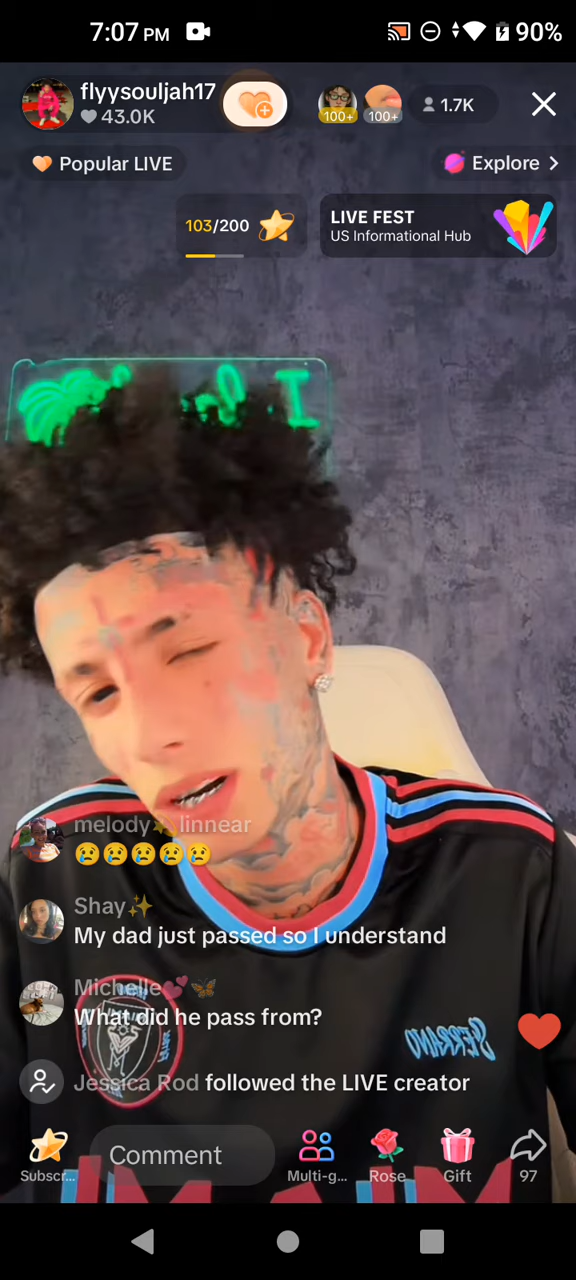 7:07 PM
90%
flyysouljah17
43.0K
100+
100+
1.7K
Popular LIVE
Explore >
103/200
LIVE FEST
US Informational Hub
melody💫linnear
😢😢😢😢😢
Shay✨
My dad just passed so I understand
Michelle💕🦋
What did he pass from?
SERRANO
Jessica Rod followed the LIVE creator
Subscr...
Comment
Multi-g...
Rose
Gift
97